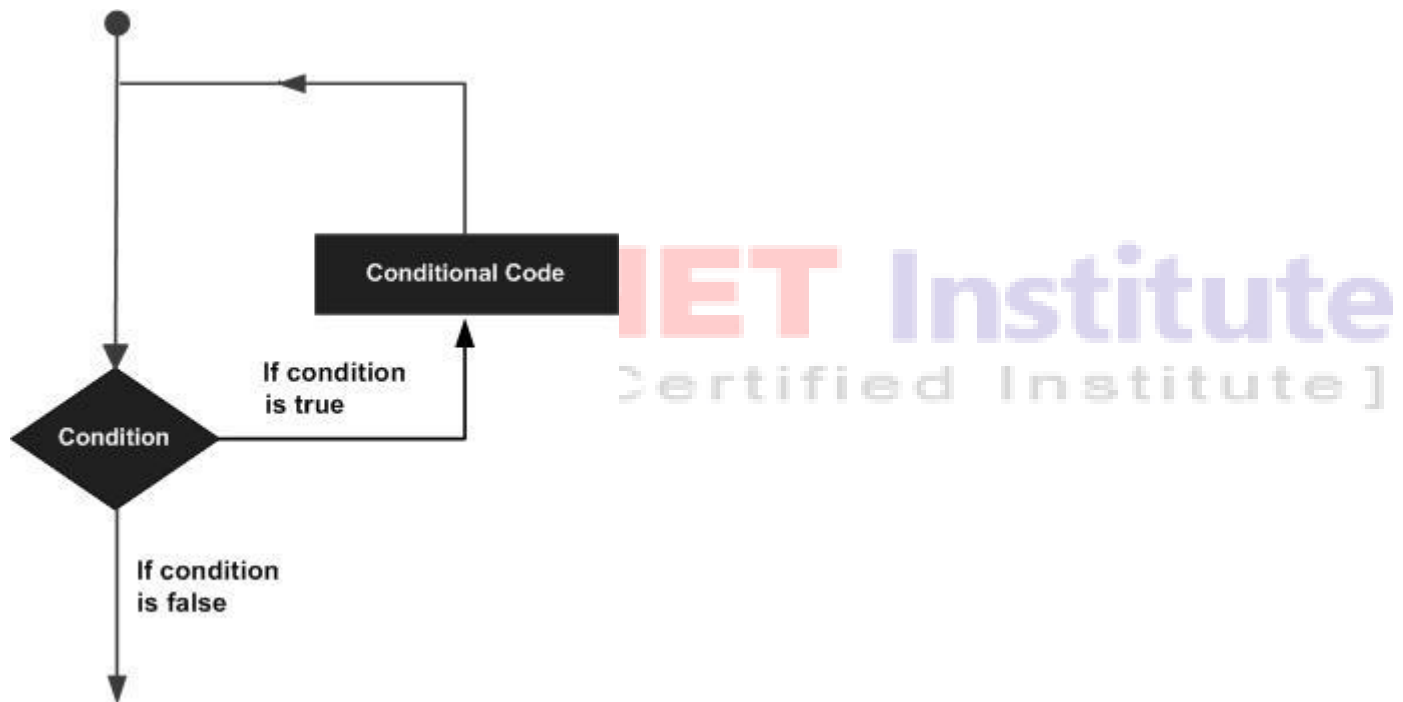 Conditional Code
IET Institute
ertified Institute]
If condition
is true
Condition
If condition
is false